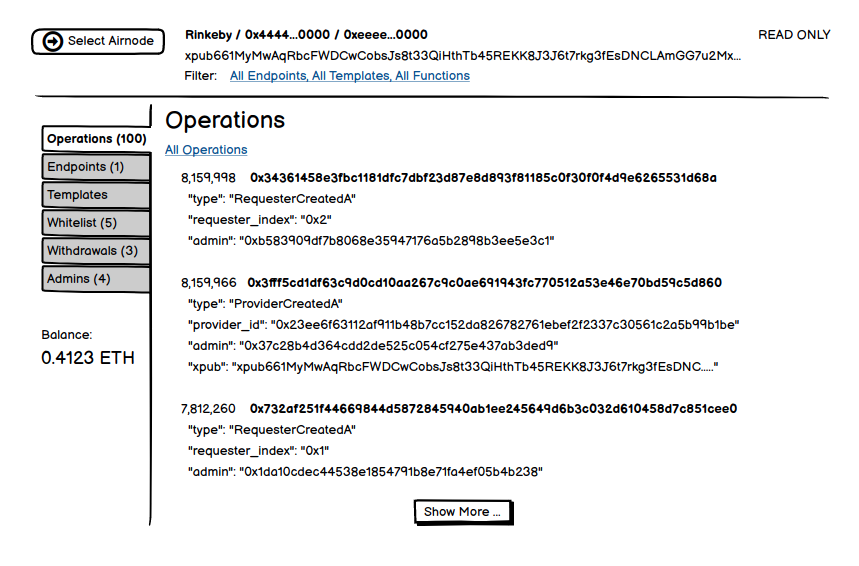 Select Airnode
Rinkeby / 0x4444...0000 / 0xeeee...0000
READ ONLY
xpub661MyMwAqRbcFWDCwCobsJs8t33QiHthTb45REKK8J3J6t7rkg3fEsDNCLAmGG7u2Mx...
Filter: All Endpoints, All Templates, All Functions
Operations (100)
Endpoints (1)
Templates
Whitelist (5)
Withdrawals (3)
Admins (4)
Balance:
0.4123 ETH
Operations
All Operations
8,159,998 0x34361458e3fbc1181dfc7dbf23d87e8d893f81185c0f30f0f4d9e6265531d68a
"type": "RequesterCreatedA"
"requester_index": "0x2"
"admin": "0xb583909df7b8068e35947176a5b2898b3ee5e3c1"
8,159,966 0x3fff5cd1df63c9d0cd10aa267c9c0ae691943fc770512a53e46e70bd59c5d860
"type": "ProviderCreatedA"
"provider_id": "0x23ee6f63112af911b48b7cc152da826782761ebef2f2337c30561c2a5b99b1be"
"admin": "0x37c28b4d364cdd2de525c054cf275e437ab3ded9"
"xpub": "xpub661MyMwAqRbcFWDCwCobsJs8t33QiHthTb45REKK8J3J6t7rkg3fEsDNC....."
7,812,260 0x732af251f44669844d5872845940ab1ee245649d6b3c032d610458d7c851cee0
"type": "RequesterCreatedA"
"requester_index": "0x1"
"admin": "0x1da10cdec44538e1854791b8e71fa4ef05b4b238"
Show More ...